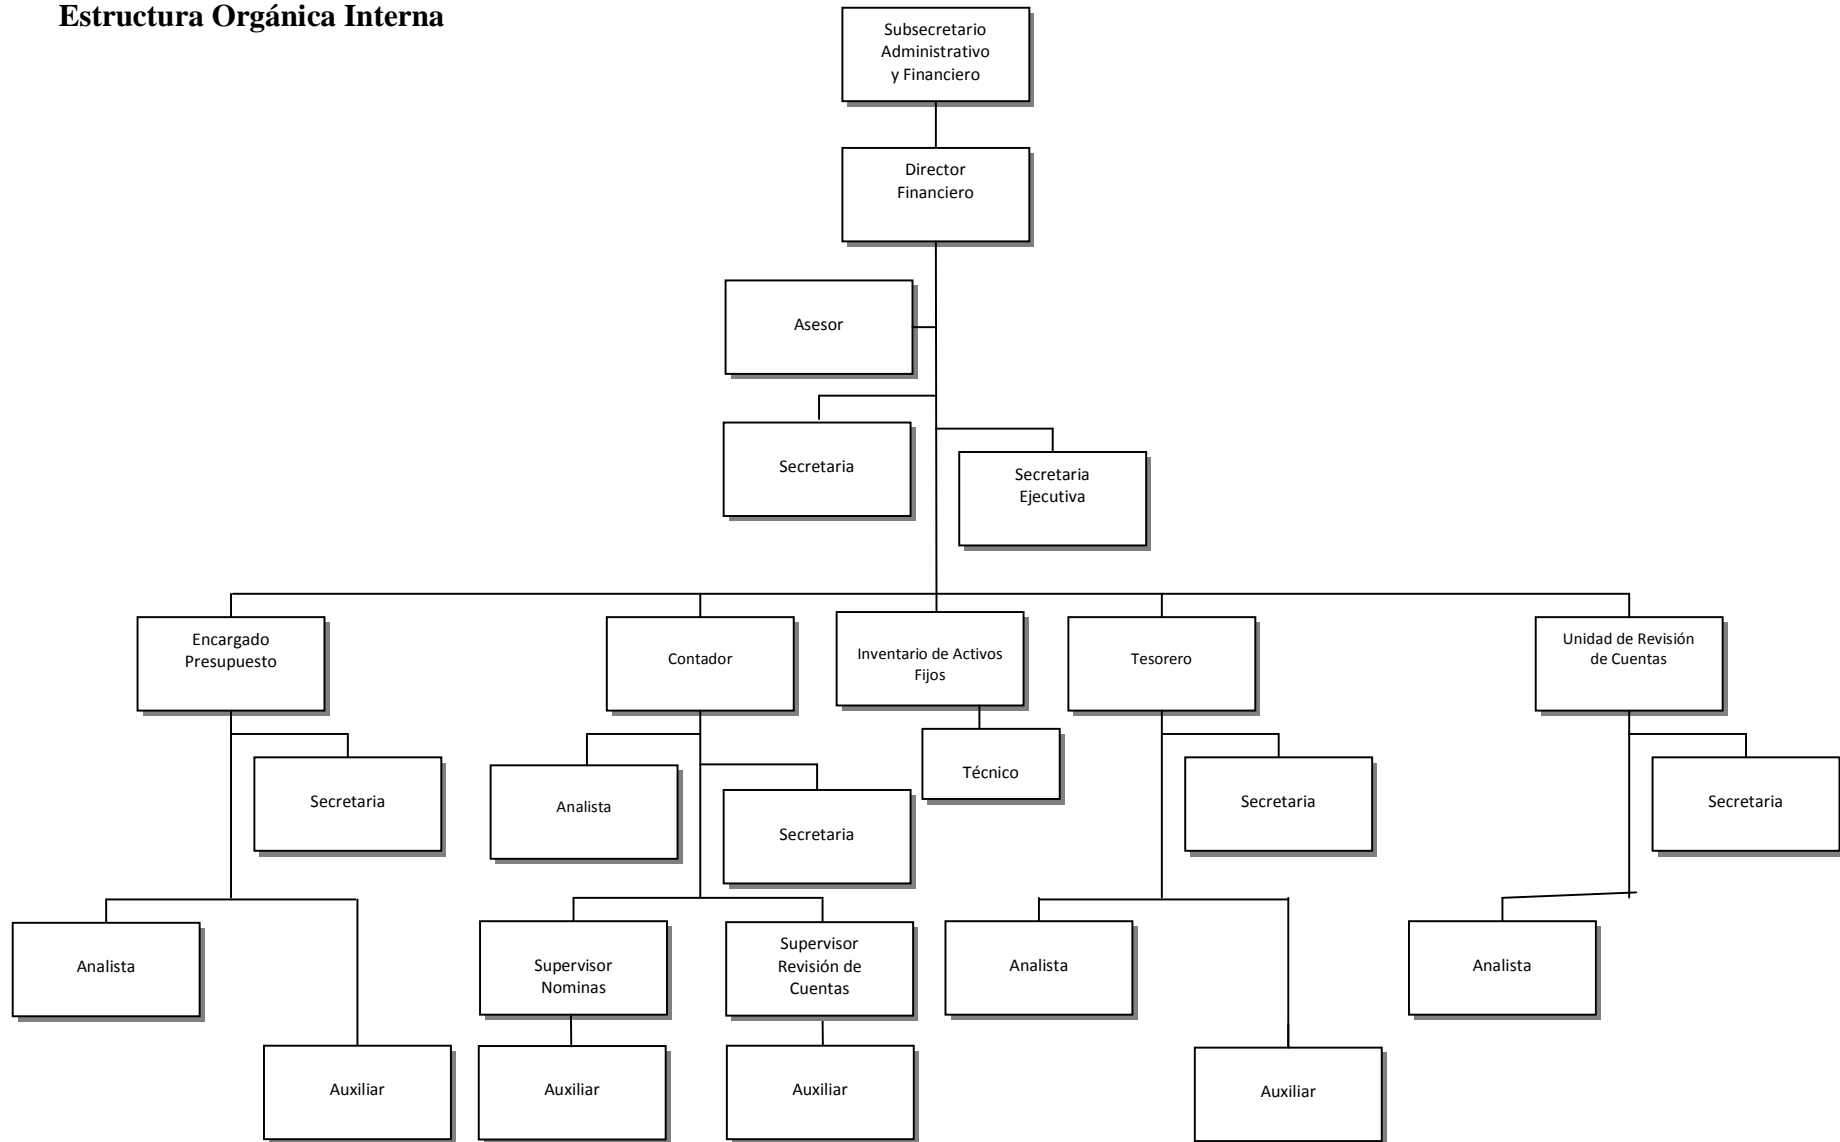 Estructura Orgánica Interna
Subsecretario
Administrativo
y Financiero
Director
Financiero
Asesor
Secretaria
Secretaria
Ejecutiva
Encargado
Presupuesto
Contador
Inventario de Activos
Fijos
Tesorero
Unidad de Revisión
de Cuentas
Secretaria
Analista
Secretaria
Técnico
Secretaria
Secretaria
Analista
Supervisor
Nominas
Supervisor
Revisión de
Cuentas
Analista
Analista
Auxiliar
Auxiliar
Auxiliar
Auxiliar